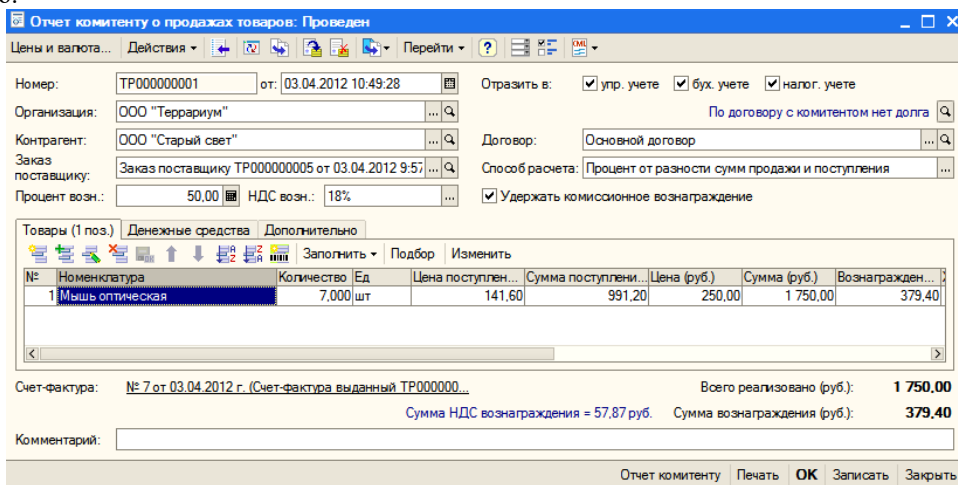 Отчет комитенту о продажах товаров: Проведен
Цены и валюта... Действия Перейти
Номер: ТР000000001 от: 03.04.2012 10:49:28 Отразить в: упр. учете бух. учете налог. учете
Организация: ООО "Террариум" ... По договору с комитентом нет долга
Контрагент: ООО "Старый свет" ... Договор: Основной договор ...
Заказ
поставщику: Заказ поставщику ТР000000005 от 03.04.2012 9:57 ... Способ расчета: Процент от разности сумм продажи и поступления ...
Процент возн.: 50,00 НДС возн.: 18% ... Удержать комиссионное вознаграждение
Товары (1 поз.) Денежные средства Дополнительно
Заполнить Подбор Изменить
№ Номенклатура Количество Ед Цена поступлен... Сумма поступлени... Цена (руб.) Сумма (руб.) Вознагражден...
1 Мышь оптическая 7,000 шт 141,60 991,20 250,00 1 750,00 379,40
Счет-фактура: № 7 от 03.04.2012 г. (Счет-фактура выданный ТР000000... Всего реализовано (руб.): 1 750,00
Сумма НДС вознаграждения = 57,87 руб. Сумма вознаграждения (руб.): 379,40
Комментарий:
Отчет комитенту Печать OK Записать Закрыть